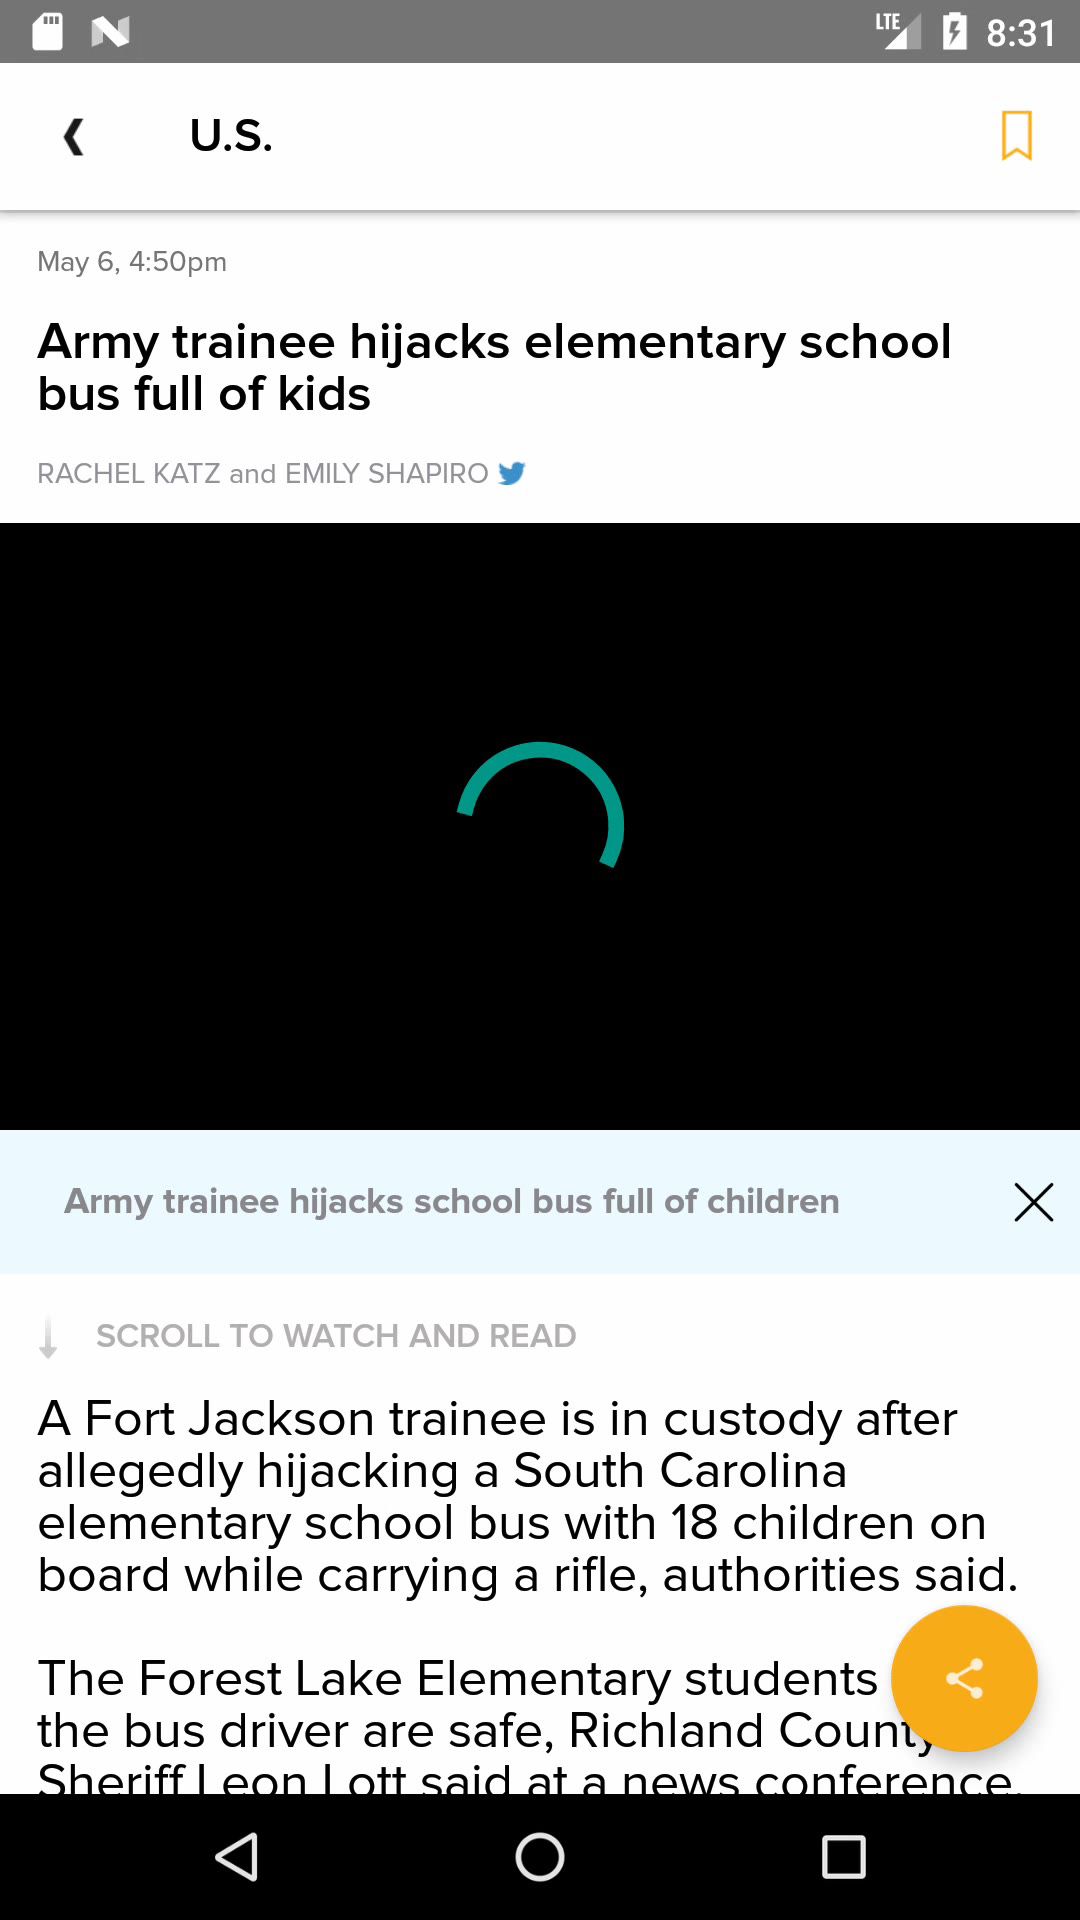 LTE 8:31
U.S.
May 6, 4:50pm
Army trainee hijacks elementary school
bus full of kids
RACHEL KATZ and EMILY SHAPIRO
Army trainee hijacks school bus full of children
SCROLL TO WATCH AND READ
A Fort Jackson trainee is in custody after
allegedly hijacking a South Carolina
elementary school bus with 18 children on
board while carrying a rifle, authorities said.
The Forest Lake Elementary students
the bus driver are safe, Richland County
Sheriff Leon Lott said at a news conference.